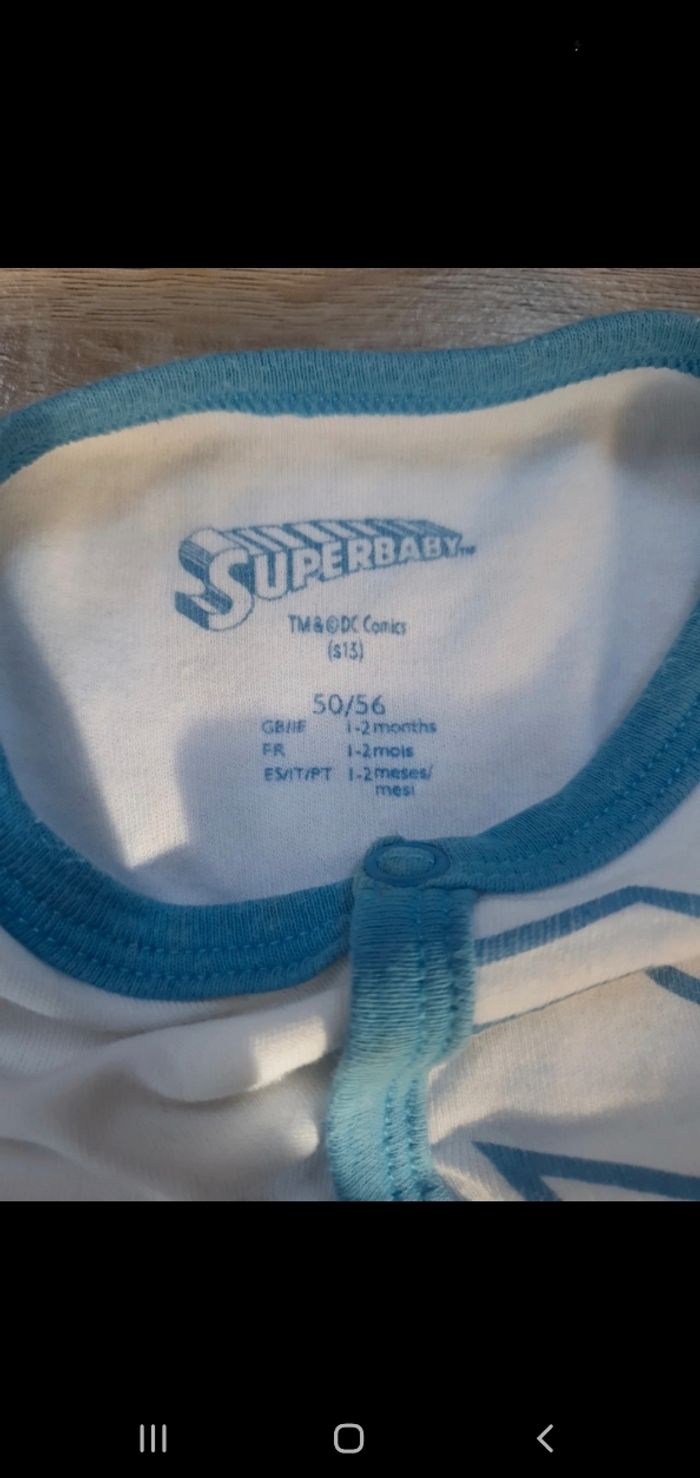 SUPERBABY™
TM & © DC Comics
(s13)
50/56
GB/IE 1-2 months
FR 1-2 mois
ES/IT/PT 1-2 meses/
mesi